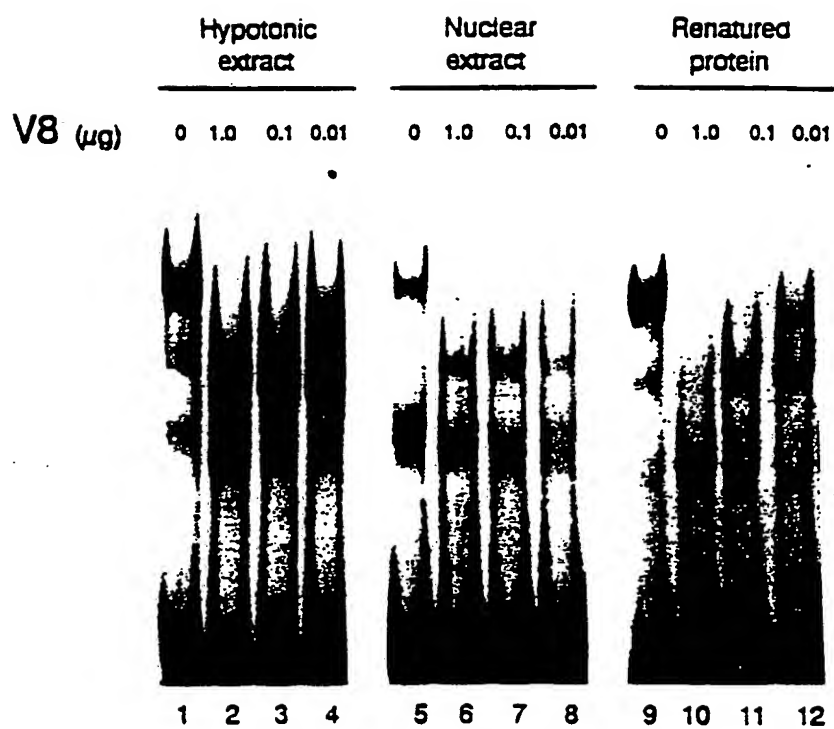 Hypotonic extract
Nuclear extract
Renatured protein
V8 (µg) 0 1.0 0.1 0.01 0 1.0 0.1 0.01 0 1.0 0.1 0.01
1 2 3 4 5 6 7 8 9 10 11 12